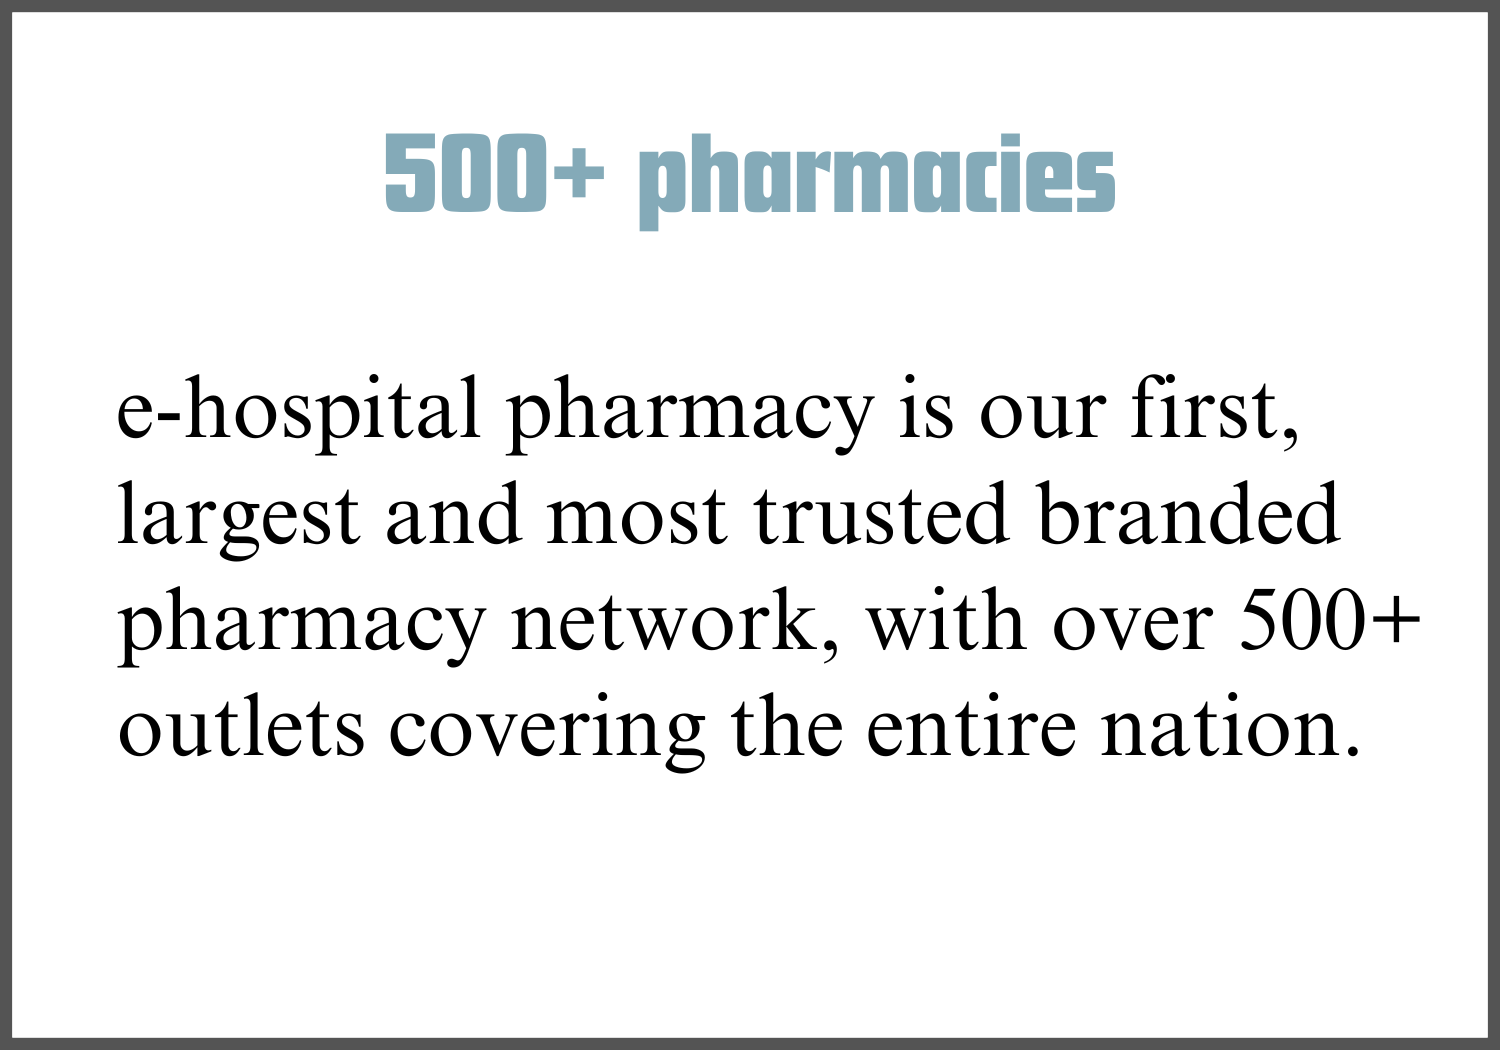 500+ pharmacies
e-hospital pharmacy is our first,
largest and most trusted branded
pharmacy network, with over 500+
outlets covering the entire nation.